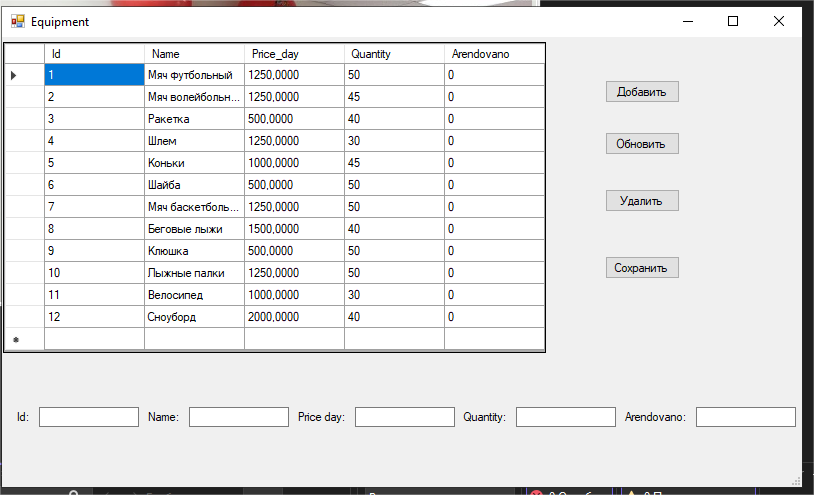 Equipment
Id Name Price_day Quantity Arendovano
1 Мяч футбольный 1250,0000 50 0
2 Мяч волейбольн... 1250,0000 45 0
3 Ракетка 500,0000 40 0
4 Шлем 1250,0000 30 0
5 Коньки 1000,0000 45 0
6 Шайба 500,0000 50 0
7 Мяч баскетболь... 1250,0000 50 0
8 Беговые лыжи 1500,0000 40 0
9 Клюшка 500,0000 50 0
10 Лыжные палки 1250,0000 50 0
11 Велосипед 1000,0000 30 0
12 Сноуборд 2000,0000 40 0
Добавить
Обновить
Удалить
Сохранить
Id: Name: Price day: Quantity: Arendovano: